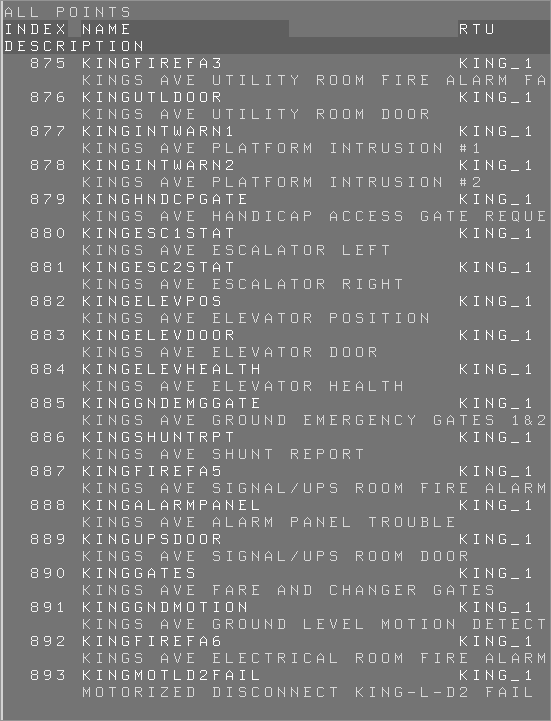 ALL POINTS
INDEX NAME RTU
DESCRIPTION
875 KINGFIREFA3 KING_1
KINGS AVE UTILITY ROOM FIRE ALARM FA
876 KINGUTLDOOR KING_1
KINGS AVE UTILITY ROOM DOOR
877 KINGINTWARN1 KING_1
KINGS AVE PLATFORM INTRUSION #1
878 KINGINTWARN2 KING_1
KINGS AVE PLATFORM INTRUSION #2
879 KINGHNDCPGATE KING_1
KINGS AVE HANDICAP ACCESS GATE REQUE
880 KINGESC1STAT KING_1
KINGS AVE ESCALATOR LEFT
881 KINGESC2STAT KING_1
KINGS AVE ESCALATOR RIGHT
882 KINGELEVPOS KING_1
KINGS AVE ELEVATOR POSITION
883 KINGELEVDOOR KING_1
KINGS AVE ELEVATOR DOOR
884 KINGELEVHEALTH KING_1
KINGS AVE ELEVATOR HEALTH
885 KINGGNDEMGGATE KING_1
KINGS AVE GROUND EMERGENCY GATES 1&2
886 KINGSHUNTRPT KING_1
KINGS AVE SHUNT REPORT
887 KINGFIREFA5 KING_1
KINGS AVE SIGNAL/UPS ROOM FIRE ALARM
888 KINGALARMPANEL KING_1
KINGS AVE ALARM PANEL TROUBLE
889 KINGUPSDOOR KING_1
KINGS AVE SIGNAL/UPS ROOM DOOR
890 KINGGATES KING_1
KINGS AVE FARE AND CHANGER GATES
891 KINGGNDMOTION KING_1
KINGS AVE GROUND LEVEL MOTION DETECT
892 KINGFIREFA6 KING_1
KINGS AVE ELECTRICAL ROOM FIRE ALARM
893 KINGMOTLD2FAIL KING_1
MOTORIZED DISCONNECT KING-L-D2 FAIL